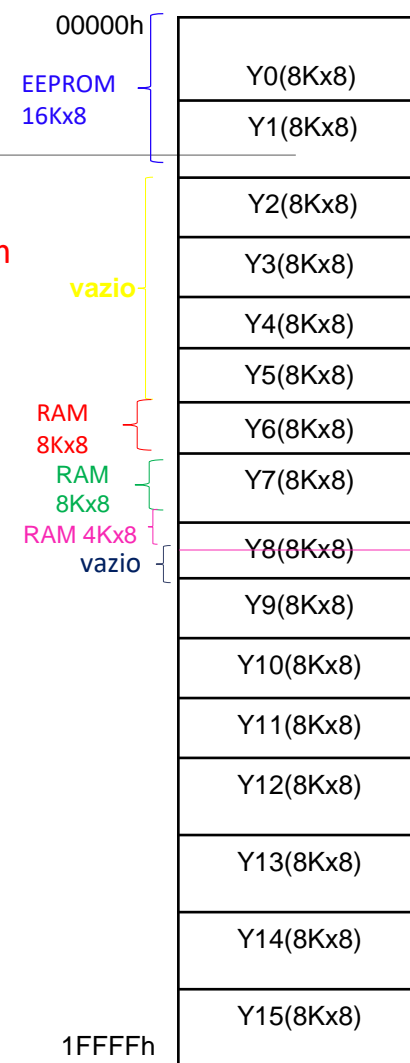 00000h
EEPROM
16Kx8
Y0(8Kx8)
Y1(8Kx8)
Y2(8Kx8)
Y3(8Kx8)
vazio
Y4(8Kx8)
Y5(8Kx8)
RAM
8Kx8
Y6(8Kx8)
RAM
8Kx8
Y7(8Kx8)
RAM 4Kx8
Y8(8Kx8)
vazio
Y9(8Kx8)
Y10(8Kx8)
Y11(8Kx8)
Y12(8Kx8)
Y13(8Kx8)
Y14(8Kx8)
Y15(8Kx8)
1FFFFh